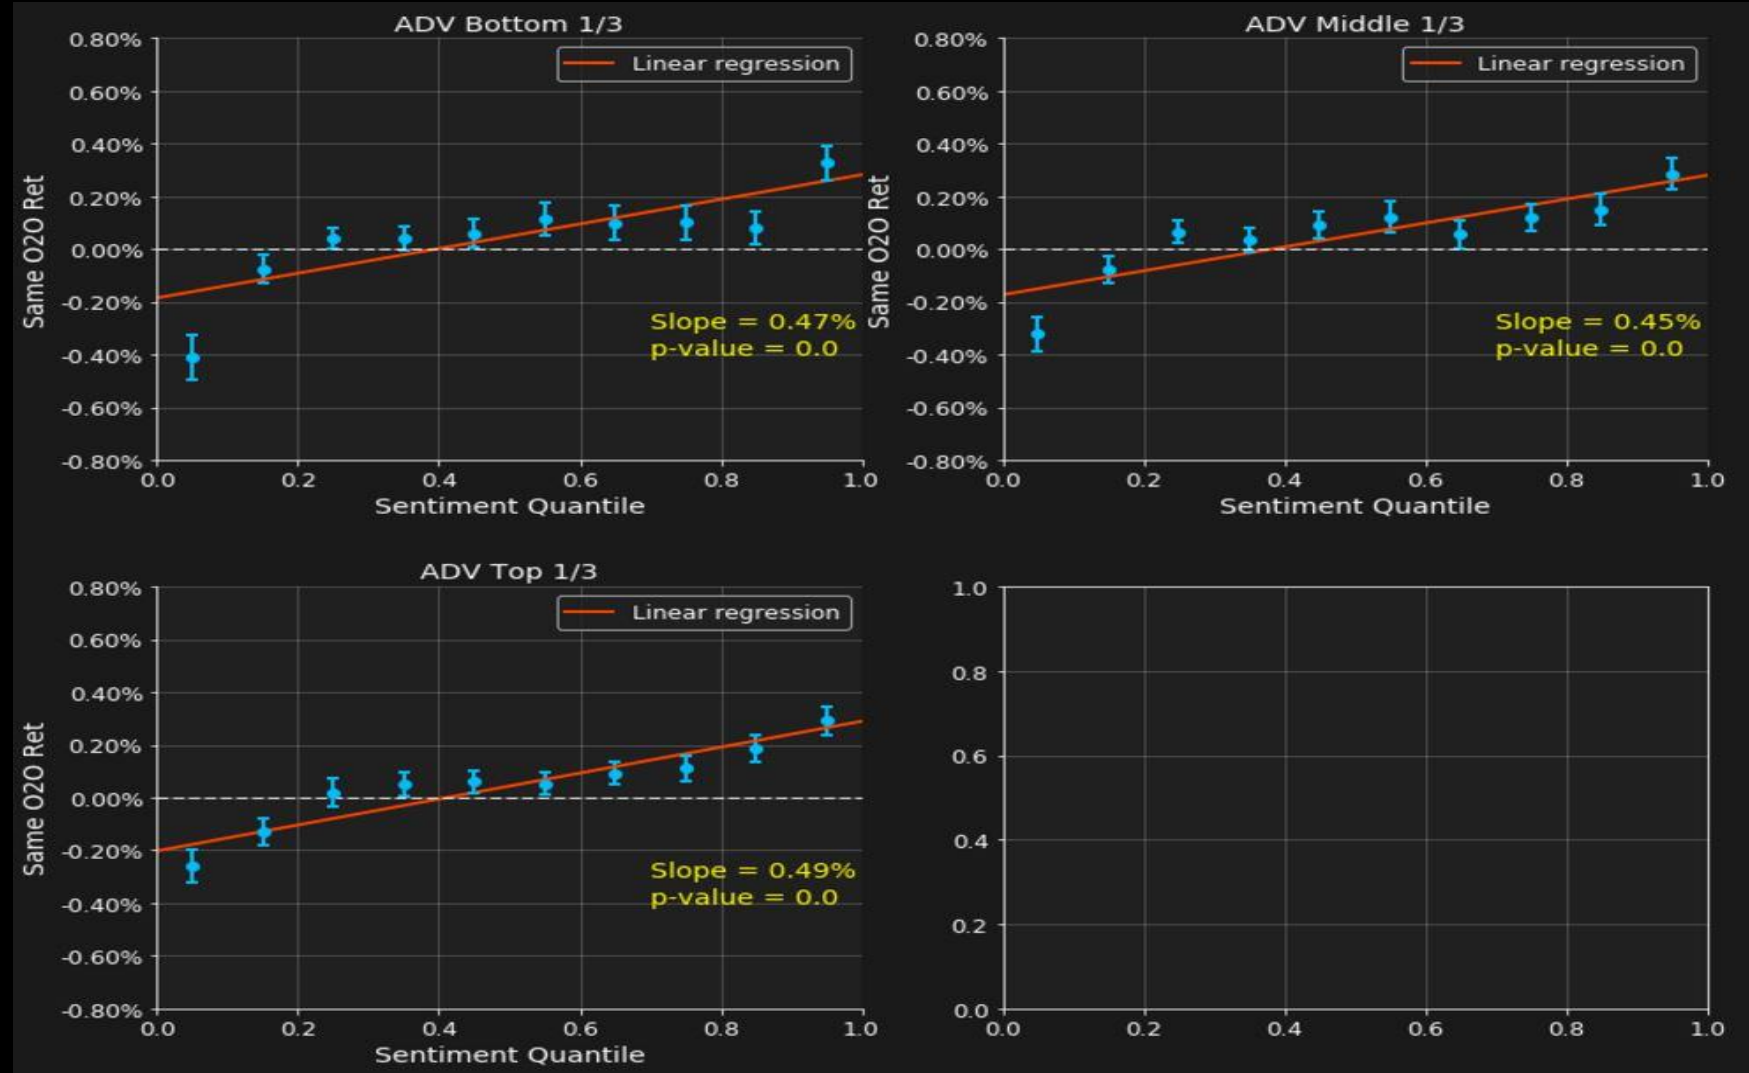 ADV Bottom 1/3
0.80%
0.60%
0.40%
0.20%
0.00%
-0.20%
-0.40%
-0.60%
-0.80%
Same O2O Ret
Linear regression
Slope = 0.47%
p-value = 0.0
0.0 0.2 0.4 0.6 0.8 1.0
Sentiment Quantile
ADV Middle 1/3
0.80%
0.60%
0.40%
0.20%
0.00%
-0.20%
-0.40%
-0.60%
-0.80%
Same O2O Ret
Linear regression
Slope = 0.45%
p-value = 0.0
0.0 0.2 0.4 0.6 0.8 1.0
Sentiment Quantile
ADV Top 1/3
0.80%
0.60%
0.40%
0.20%
0.00%
-0.20%
-0.40%
-0.60%
-0.80%
Same O2O Ret
Linear regression
Slope = 0.49%
p-value = 0.0
0.0 0.2 0.4 0.6 0.8 1.0
Sentiment Quantile
1.0
0.8
0.6
0.4
0.2
0.0
0.0 0.2 0.4 0.6 0.8 1.0